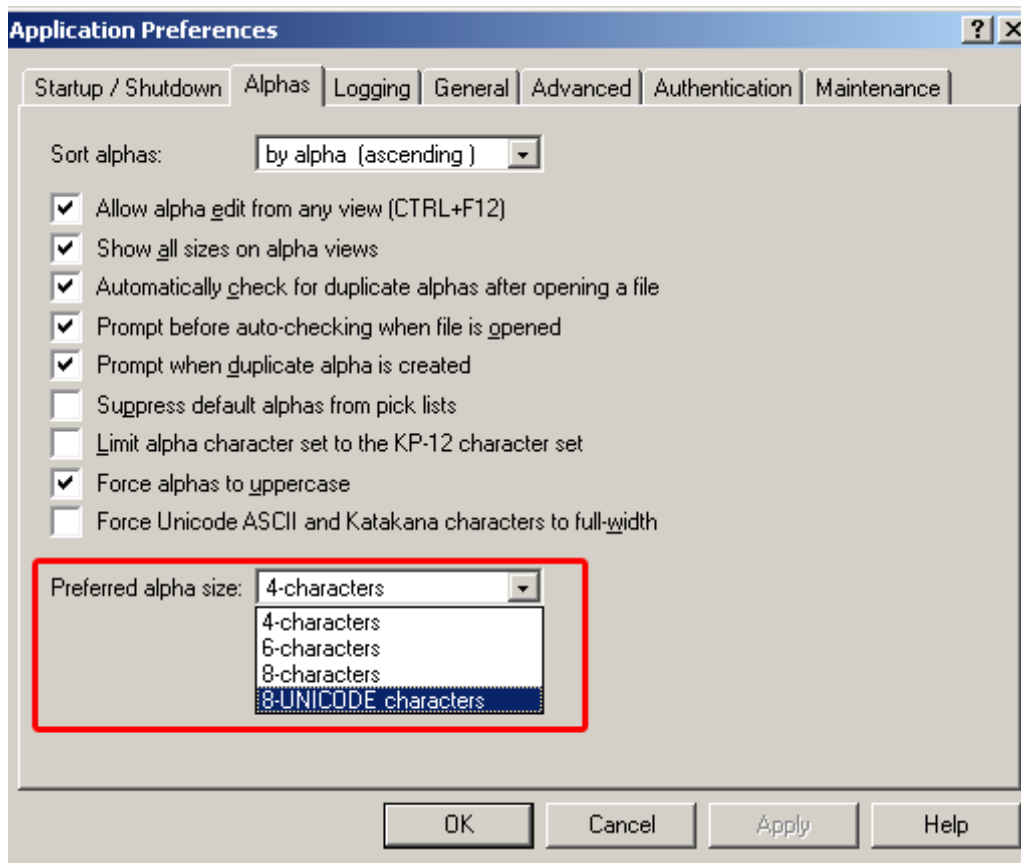 Application Preferences
Startup / Shutdown Alphas Logging General Advanced Authentication Maintenance
Sort alphas: by alpha (ascending )
Allow alpha edit from any view (CTRL+F12)
Show all sizes on alpha views
Automatically check for duplicate alphas after opening a file
Prompt before auto-checking when file is opened
Prompt when duplicate alpha is created
Suppress default alphas from pick lists
Limit alpha character set to the KP-12 character set
Force alphas to uppercase
Force Unicode ASCII and Katakana characters to full-width
Preferred alpha size: 4-characters
4-characters
6-characters
8-characters
8-UNICODE characters
OK Cancel Apply Help